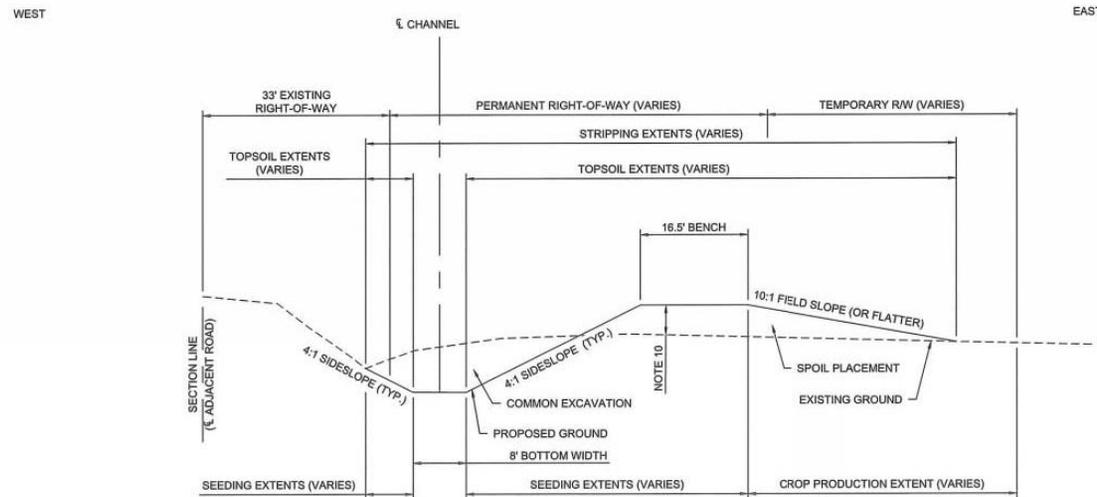 WEST
EAST
℄ CHANNEL
33' EXISTING
RIGHT-OF-WAY
PERMANENT RIGHT-OF-WAY (VARIES)
TEMPORARY R/W (VARIES)
STRIPPING EXTENTS (VARIES)
TOPSOIL EXTENTS
(VARIES)
TOPSOIL EXTENTS (VARIES)
16.5' BENCH
10:1 FIELD SLOPE (OR FLATTER)
4:1 SIDESLOPE (TYP.)
4:1 SIDESLOPE (TYP.)
NOTE 10
SECTION LINE
(℄ ADJACENT ROAD)
SPOIL PLACEMENT
COMMON EXCAVATION
EXISTING GROUND
PROPOSED GROUND
8' BOTTOM WIDTH
SEEDING EXTENTS (VARIES)
SEEDING EXTENTS (VARIES)
CROP PRODUCTION EXTENT (VARIES)